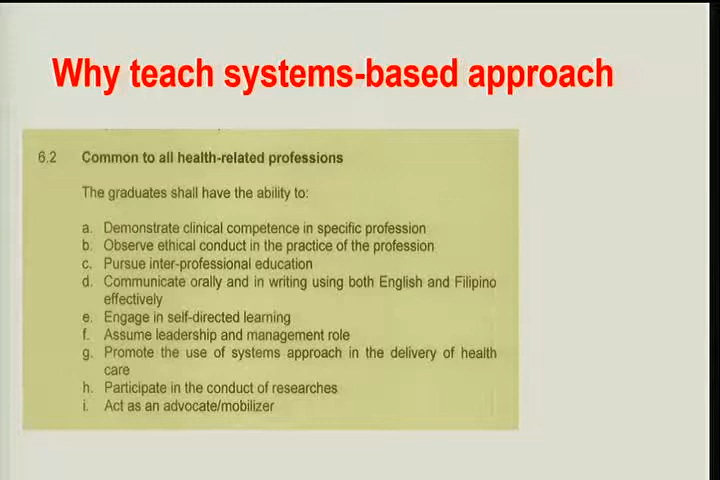 Why teach systems-based approach
6.2 Common to all health-related professions
The graduates shall have the ability to:
a. Demonstrate clinical competence in specific profession
b. Observe ethical conduct in the practice of the profession
c. Pursue inter-professional education
d. Communicate orally and in writing using both English and Filipino
effectively
e. Engage in self-directed learning
f. Assume leadership and management role
g. Promote the use of systems approach in the delivery of health
care
h. Participate in the conduct of researches
i. Act as an advocate/mobilizer